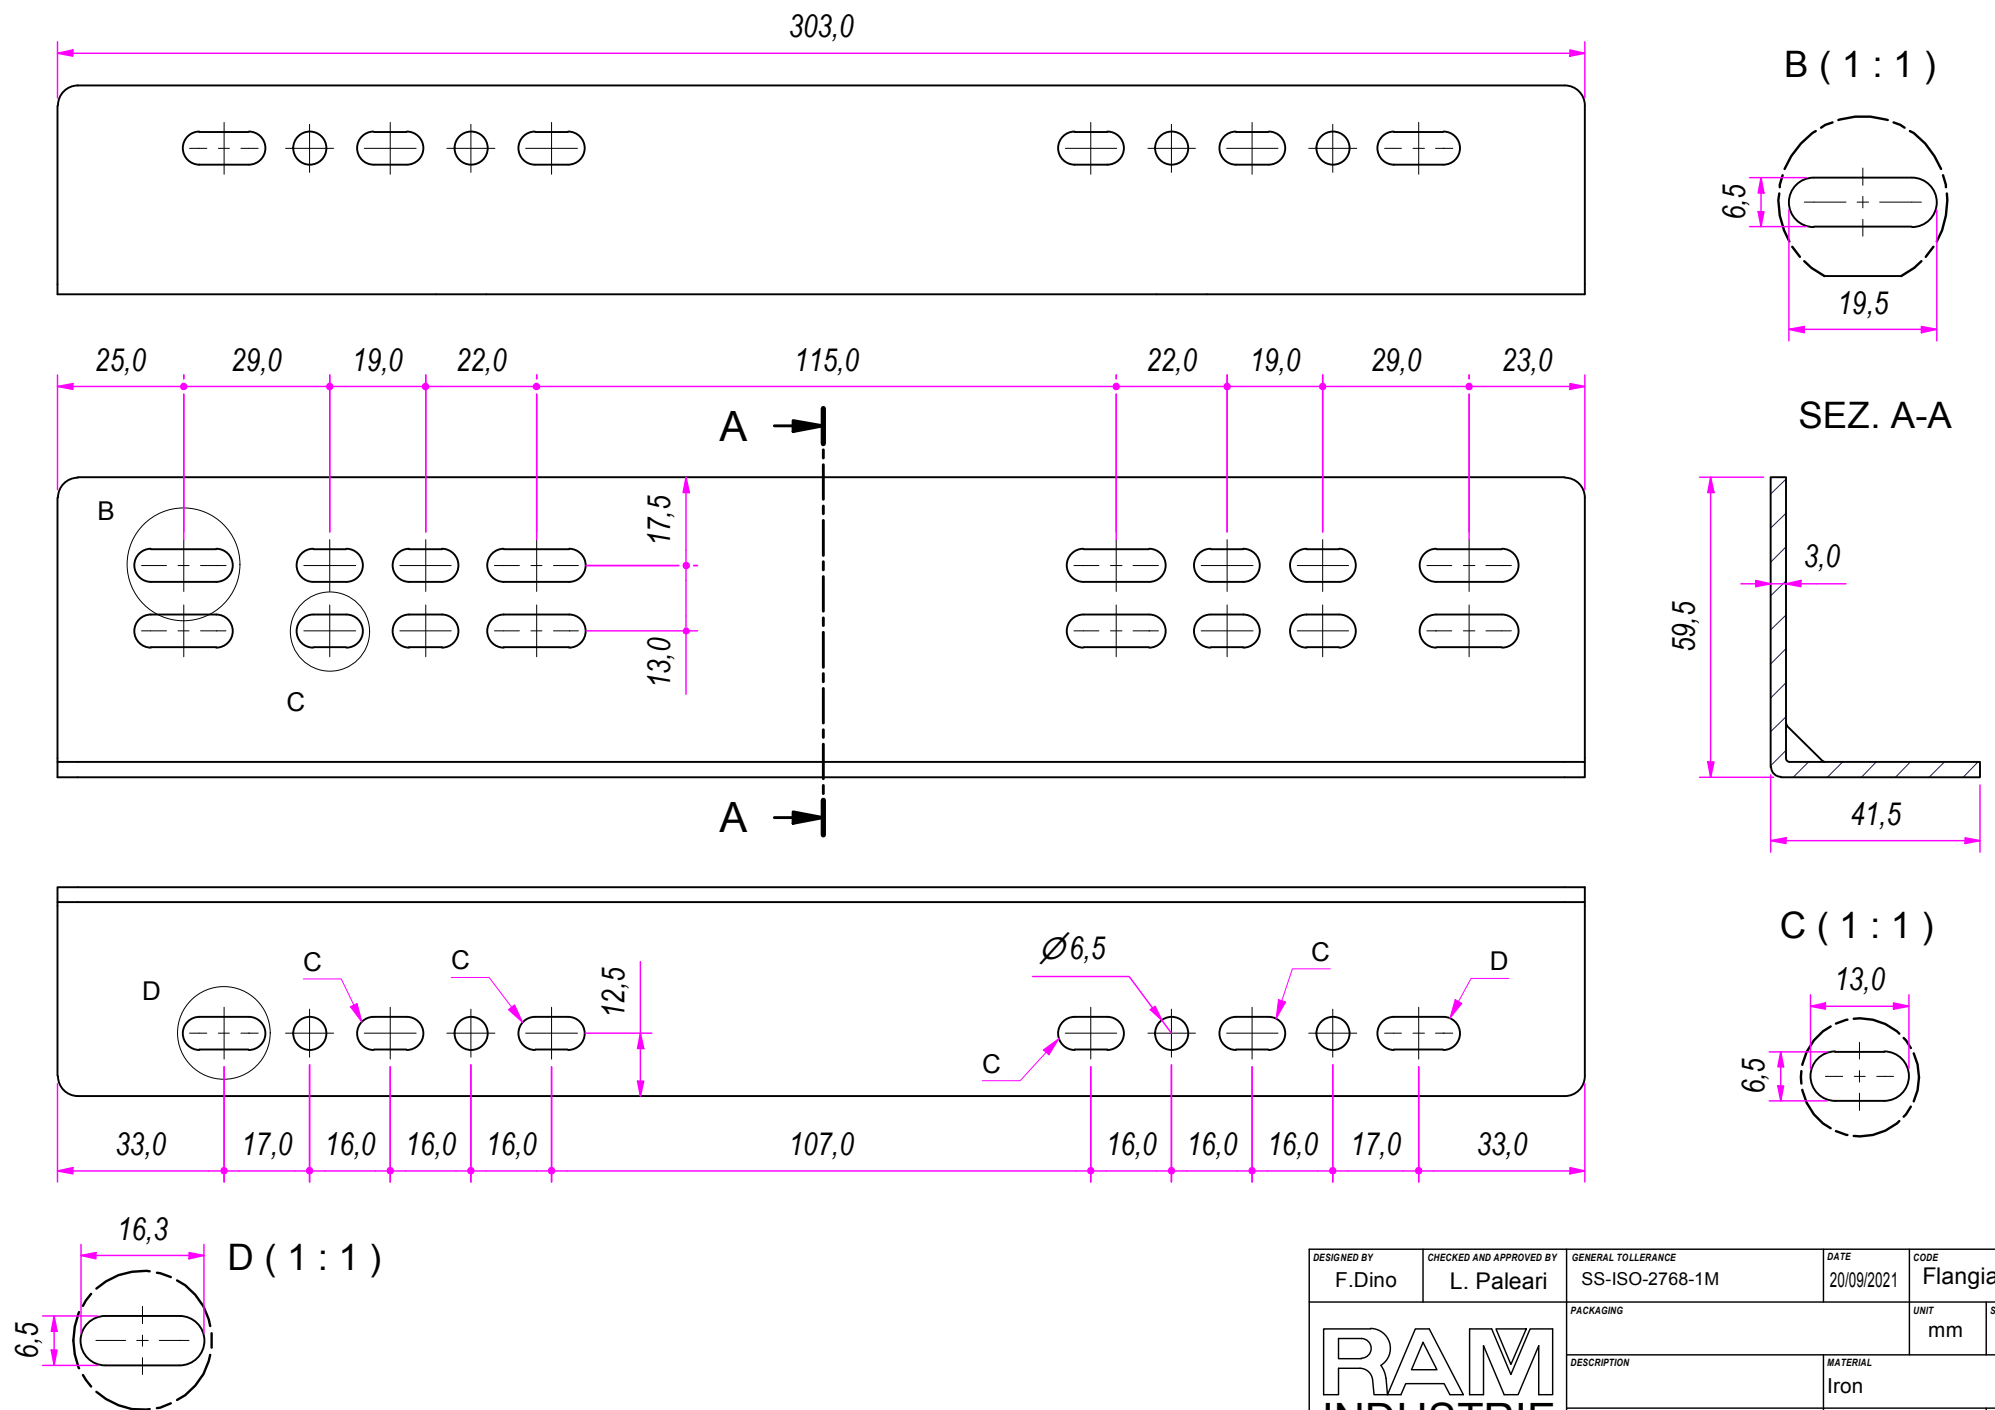 303,0
B ( 1 : 1 )
6,5
19,5
25,0 29,0 19,0 22,0 115,0 22,0 19,0 29,0 23,0
A
SEZ. A-A
B
17,5
13,0
C
3,0
59,5
41,5
A
C ( 1 : 1 )
13,0
6,5
D
C
C
12,5
Ø6,5
C
C
D
33,0 17,0 16,0 16,0 16,0 107,0 16,0 16,0 16,0 17,0 33,0
16,3
D ( 1 : 1 )
6,5
DESIGNED BY
F.Dino
CHECKED AND APPROVED BY
L. Paleari
GENERAL TOLLERANCE
SS-ISO-2768-1M
DATE
20/09/2021
CODE
Flangia
PACKAGING
UNIT
mm
S
RAM
INDUSTRIE
DESCRIPTION
MATERIAL
Iron